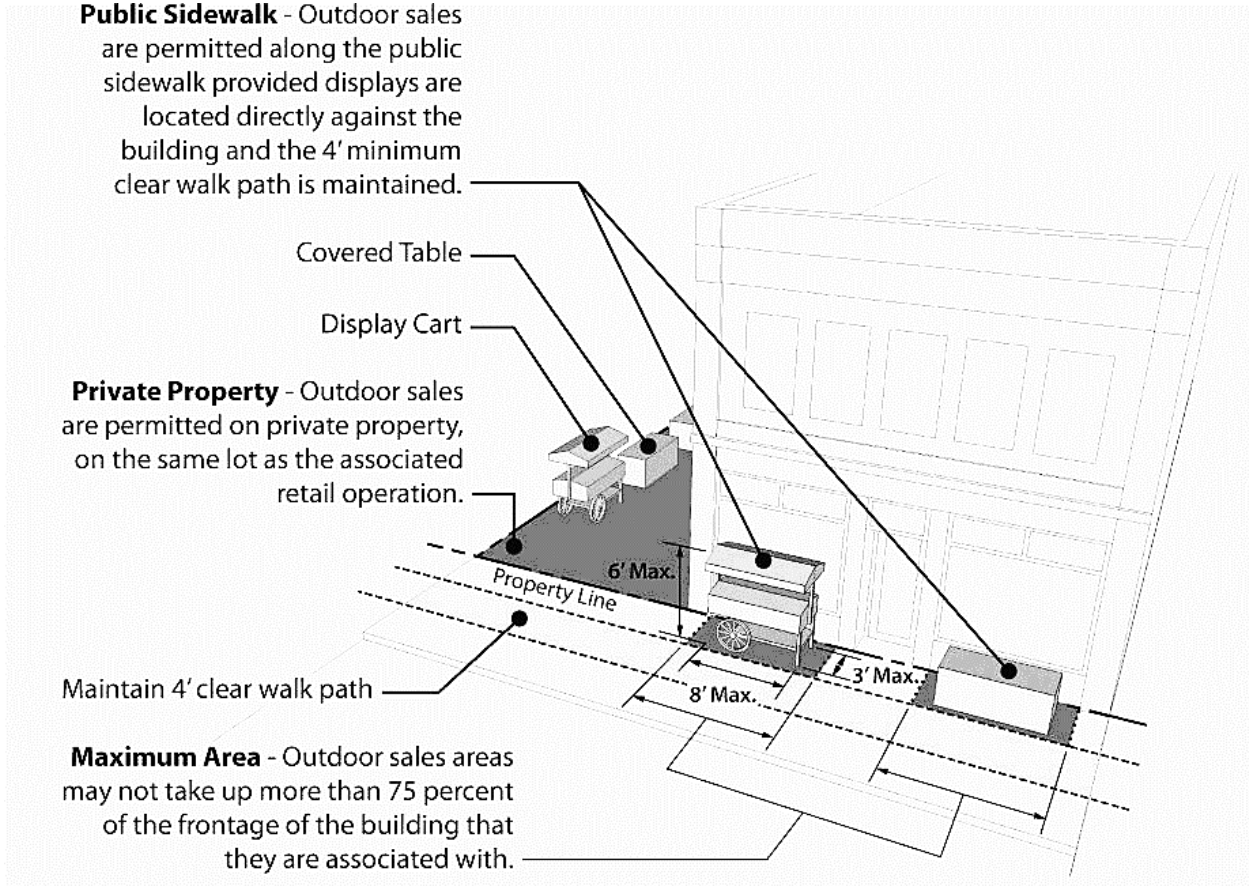 Public Sidewalk - Outdoor sales
are permitted along the public
sidewalk provided displays are
located directly against the
building and the 4' minimum
clear walk path is maintained.
Covered Table
Display Cart
Private Property - Outdoor sales
are permitted on private property,
on the same lot as the associated
retail operation.
6' Max.
Property Line
3' Max.
8' Max.
Maintain 4' clear walk path
Maximum Area - Outdoor sales areas
may not take up more than 75 percent
of the frontage of the building that
they are associated with.